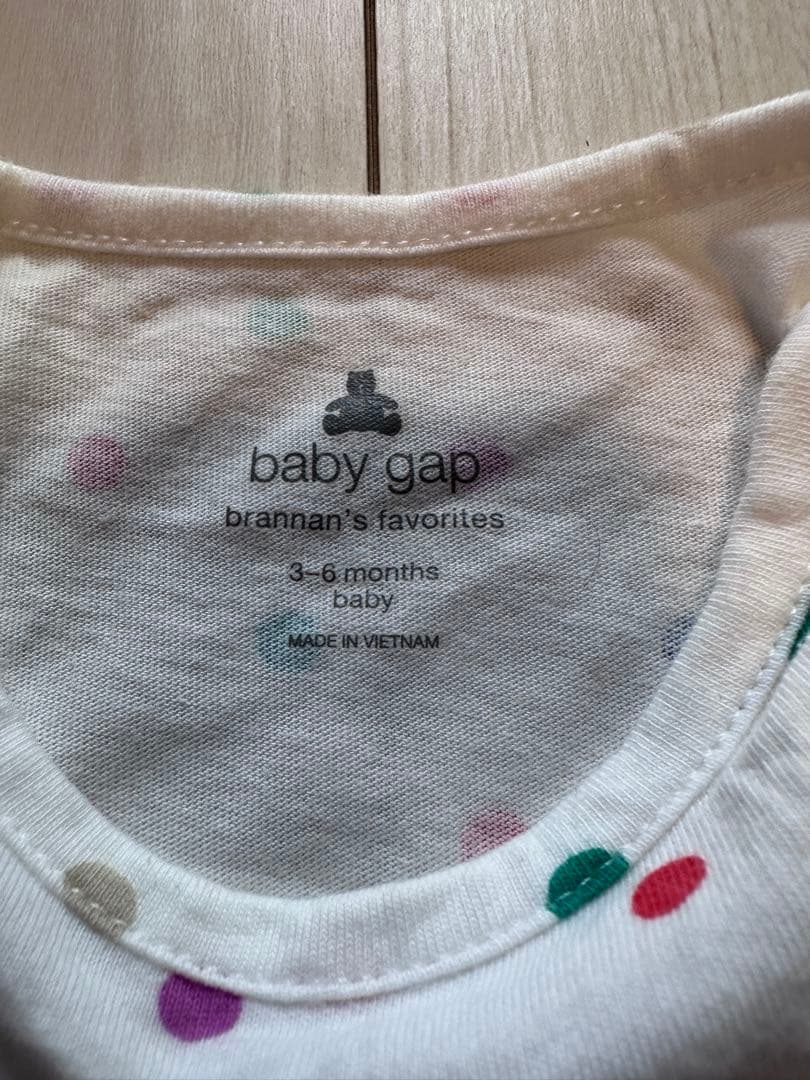 baby gap
brannan's favorites
3–6 months
baby
MADE IN VIETNAM